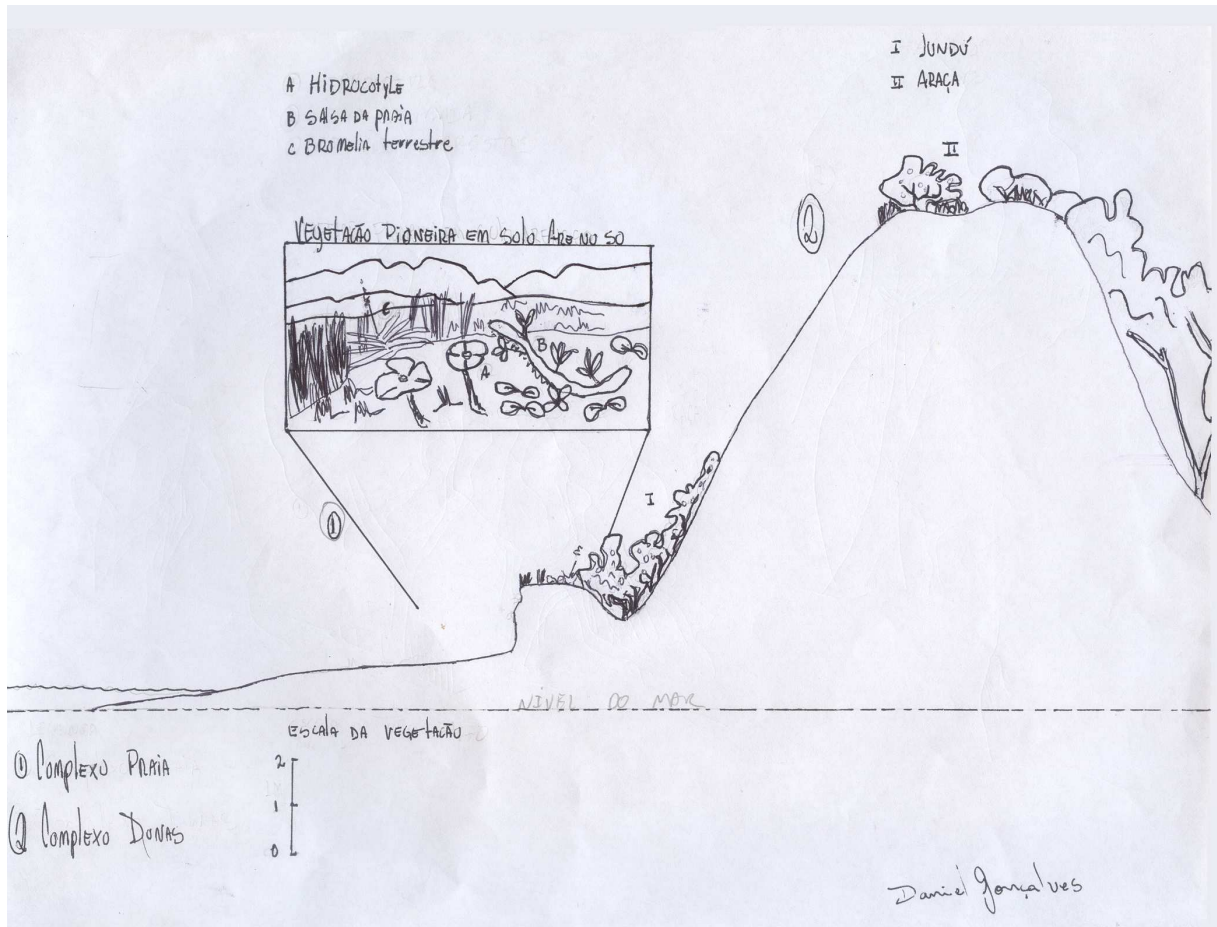 I JUNDÚ
II ARAÇA
A HIDROCOTYLE
B SALSA DA PRAIA
C BROMELIA terrestre
II
2
VEGETAÇÃO PIONEIRA EM SOLO ARENOSO
C
B
A
I
1
C
NÍVEL DO MAR
ESCALA DA VEGETAÇÃO
1 COMPLEXO PRAIA
2 COMPLEXO DUNAS
2
1
0
Daniel Gonçalves